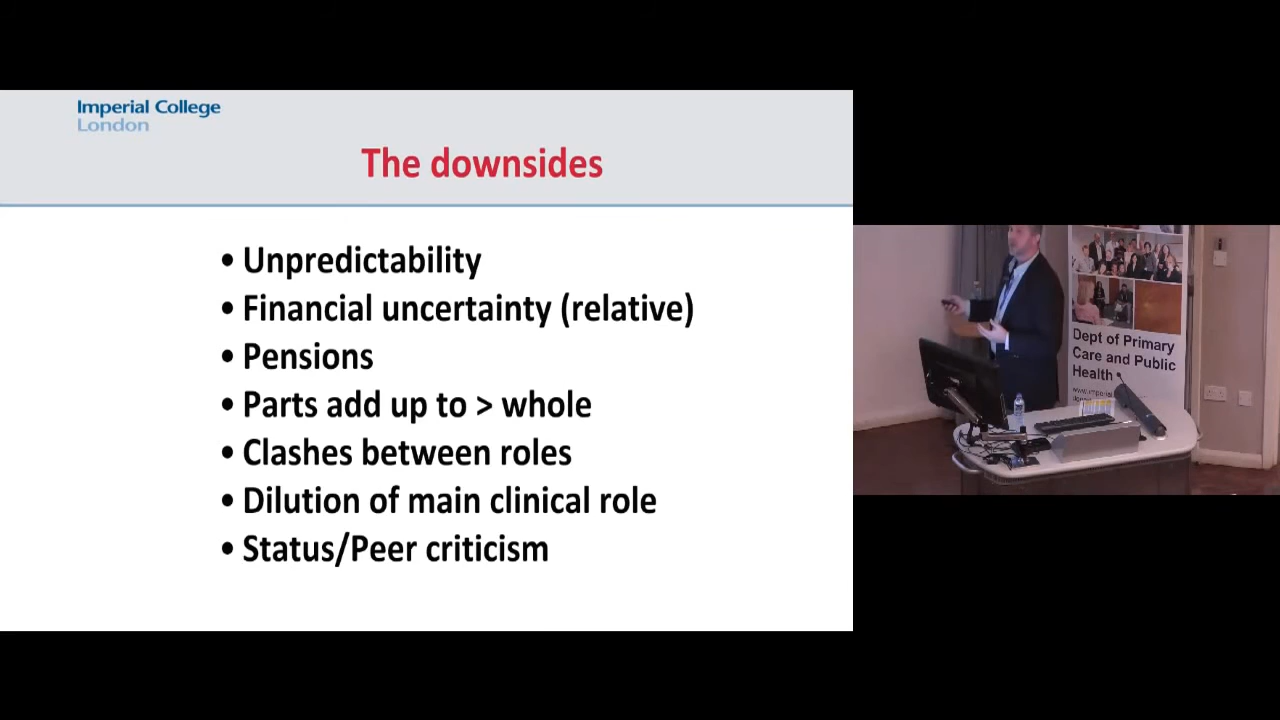 Imperial College
London
The downsides
• Unpredictability
• Financial uncertainty (relative)
• Pensions
• Parts add up to > whole
• Clashes between roles
• Dilution of main clinical role
• Status/Peer criticism
Dept of Primary
Care and Public
Health